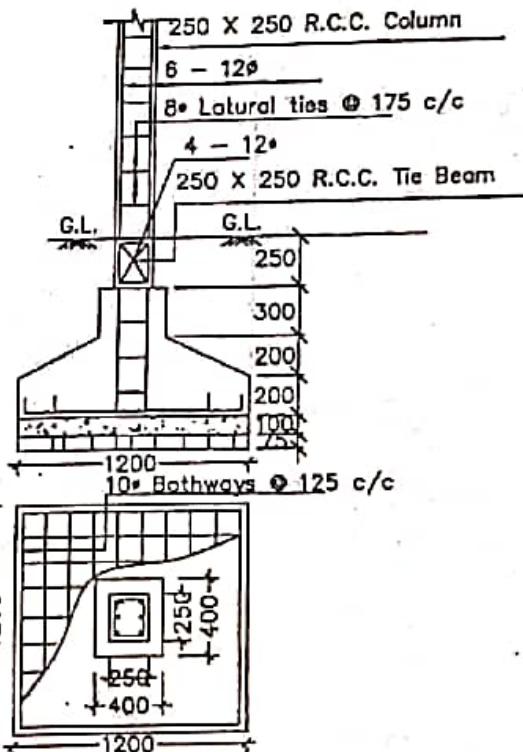 250 X 250 R.C.C. Column
6 - 12ø
8• Latural ties @ 175 c/c
4 - 12•
250 X 250 R.C.C. Tie Beam
G.L. G.L.
250
300
200
200
100
75
1200
10• Bothways @ 125 c/c
250
400
250
400
1200